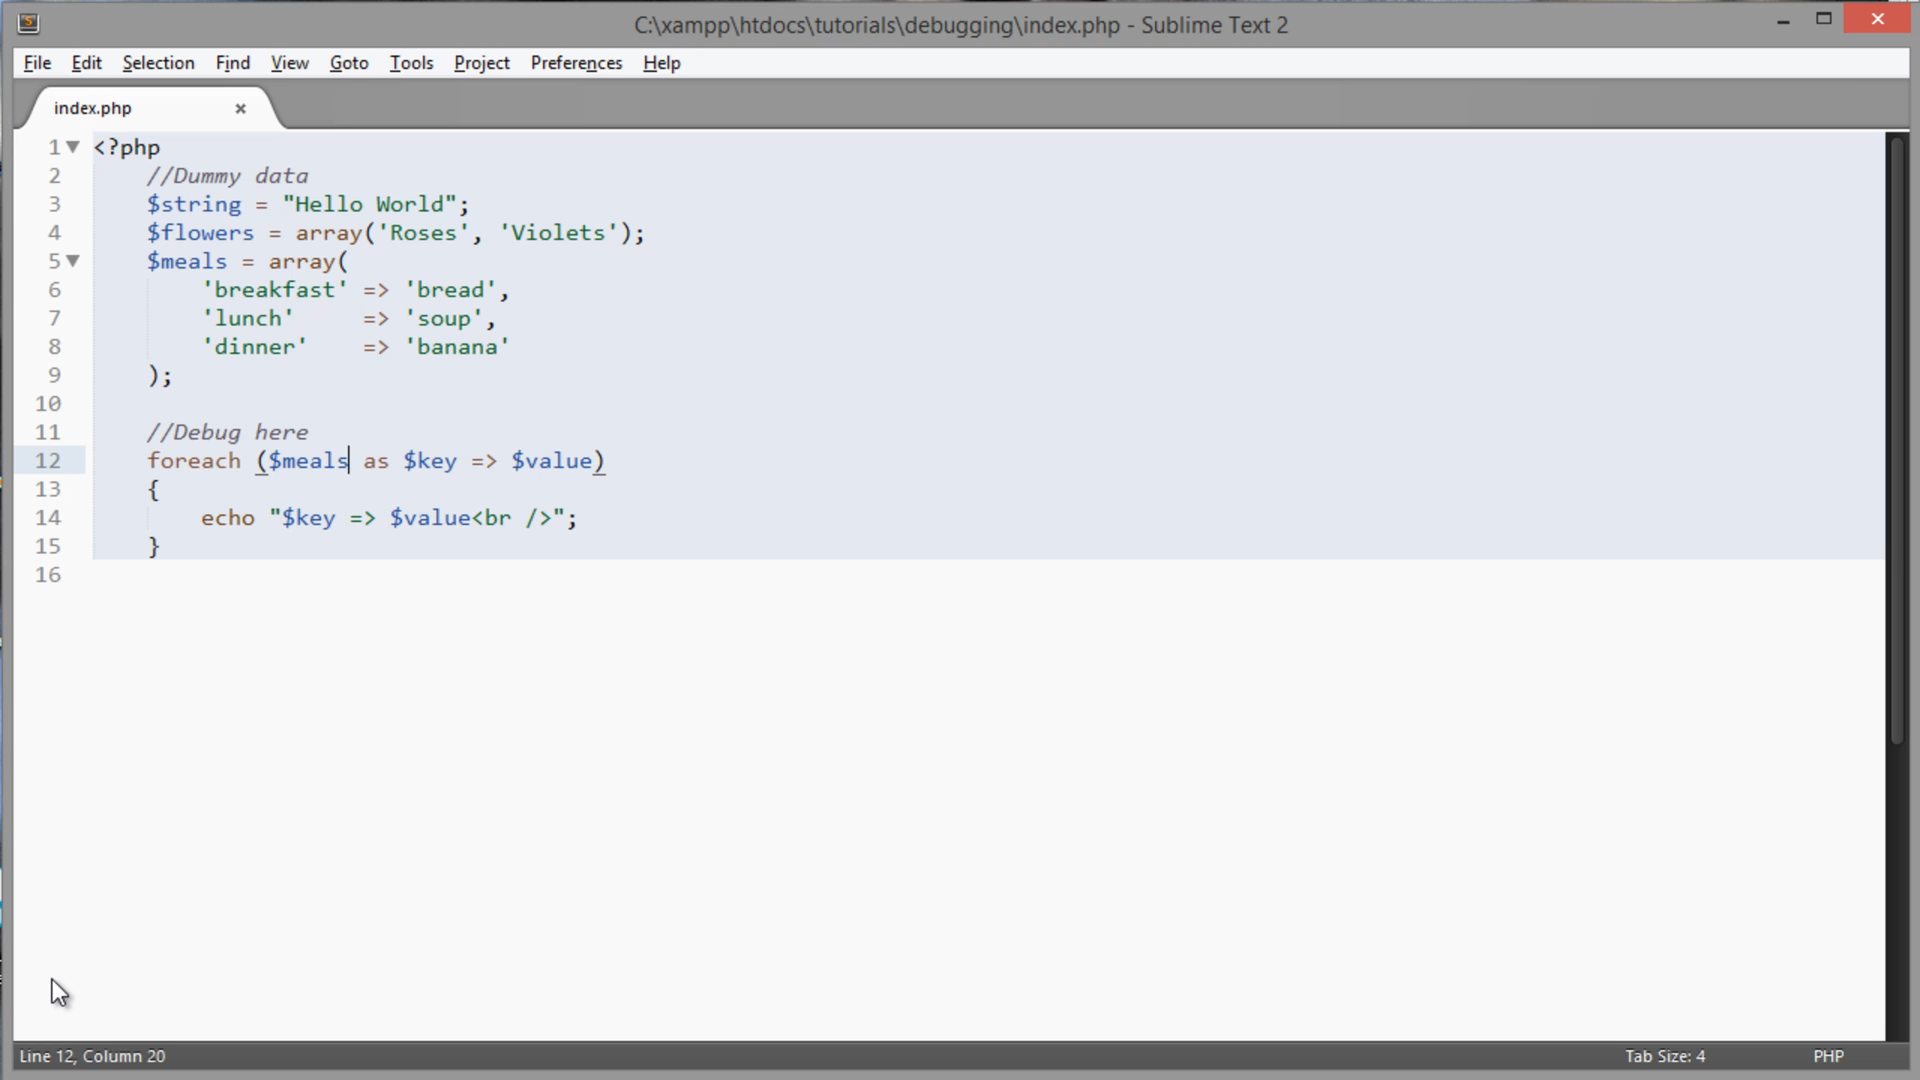 C:\xampp\htdocs\tutorials\debugging\index.php - Sublime Text 2
File Edit Selection Find View Goto Tools Project Preferences Help
index.php
1 <?php
2     //Dummy data
3     $string = "Hello World";
4     $flowers = array('Roses', 'Violets');
5     $meals = array(
6         'breakfast' => 'bread',
7         'lunch'     => 'soup',
8         'dinner'    => 'banana'
9     );
10
11     //Debug here
12     foreach ($meals as $key => $value)
13     {
14         echo "$key => $value<br />";
15     }
16
Line 12, Column 20 Tab Size: 4 PHP